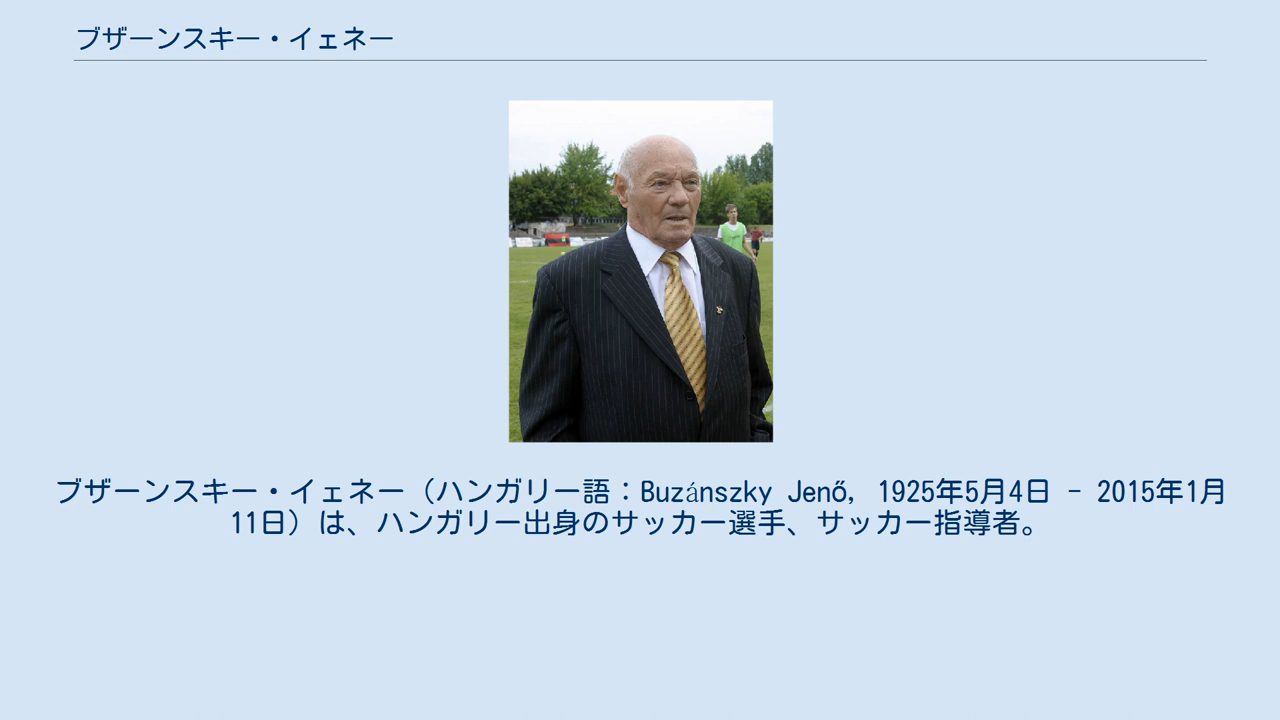 ブザーンスキー・イェネー
ブザーンスキー・イェネー（ハンガリー語：Buzánszky Jenő, 1925年5月4日 - 2015年1月
11日）は、ハンガリー出身のサッカー選手、サッカー指導者。